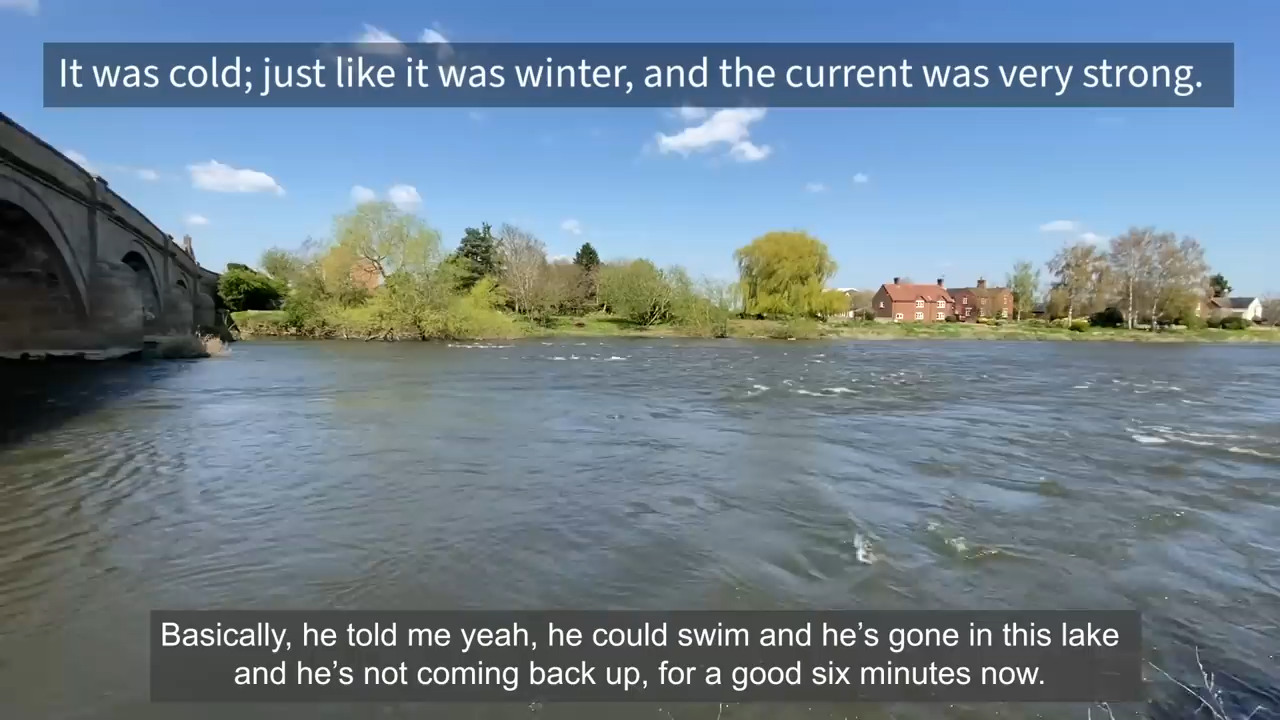 It was cold; just like it was winter, and the current was very strong.
Basically, he told me yeah, he could swim and he’s gone in this lake
and he’s not coming back up, for a good six minutes now.